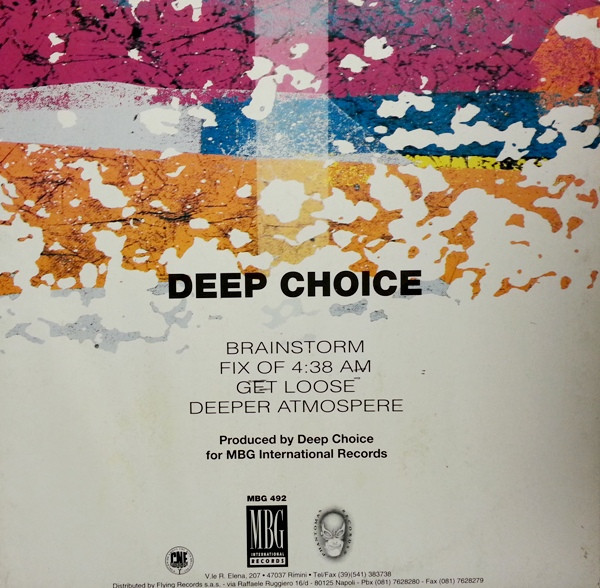 DEEP CHOICE
BRAINSTORM
FIX OF 4:38 AM
GET LOOSE
DEEPER ATMOSPERE
Produced by Deep Choice
for MBG International Records
MBG 492
MBG
INTERNATIONAL
RECORDS
V.le R. Elena, 207 • 47037 Rimini • Tel/Fax (39)(541) 383738
Distributed by Flying Records s.a.s. - via Raffaele Ruggiero 16/d - 80125 Napoli - Pbx (081) 7628280 - Fax (081) 7628279